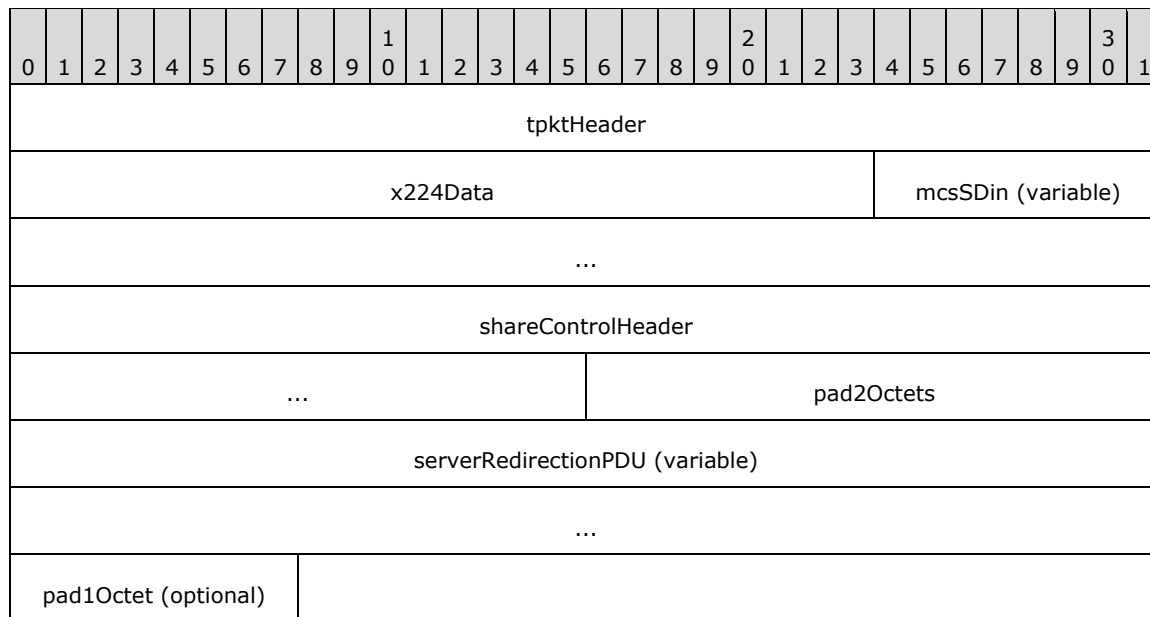 1 2 3
0 1 2 3 4 5 6 7 8 9 0 1 2 3 4 5 6 7 8 9 0 1 2 3 4 5 6 7 8 9 0 1
tpktHeader
x224Data mcsSDin (variable)
...
shareControlHeader
... pad2Octets
serverRedirectionPDU (variable)
...
pad1Octet (optional)